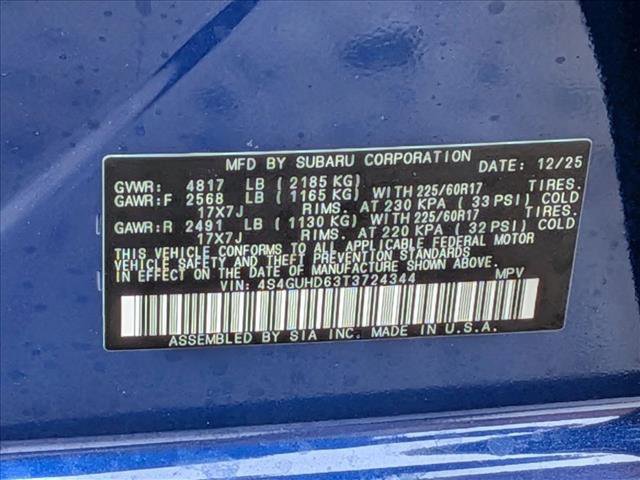 MFD BY SUBARU CORPORATION DATE: 12/25
GVWR: 4817 LB (2185 KG)
GAWR:F 2568 LB (1165 KG) WITH 225/60R17 TIRES.
17X7J RIMS. AT 230 KPA (33 PSI) COLD
GAWR:R 2491 LB (1130 KG) WITH 225/60R17 TIRES.
17X7J RIMS. AT 220 KPA (32 PSI) COLD
THIS VEHICLE CONFORMS TO ALL APPLICABLE FEDERAL MOTOR
VEHICLE SAFETY AND THEFT PREVENTION STANDARDS
IN EFFECT ON THE DATE OF MANUFACTURE SHOWN ABOVE.
VIN: 4S4GUHD63T3724344 MPV
ASSEMBLED BY SIA INC. MADE IN U.S.A.